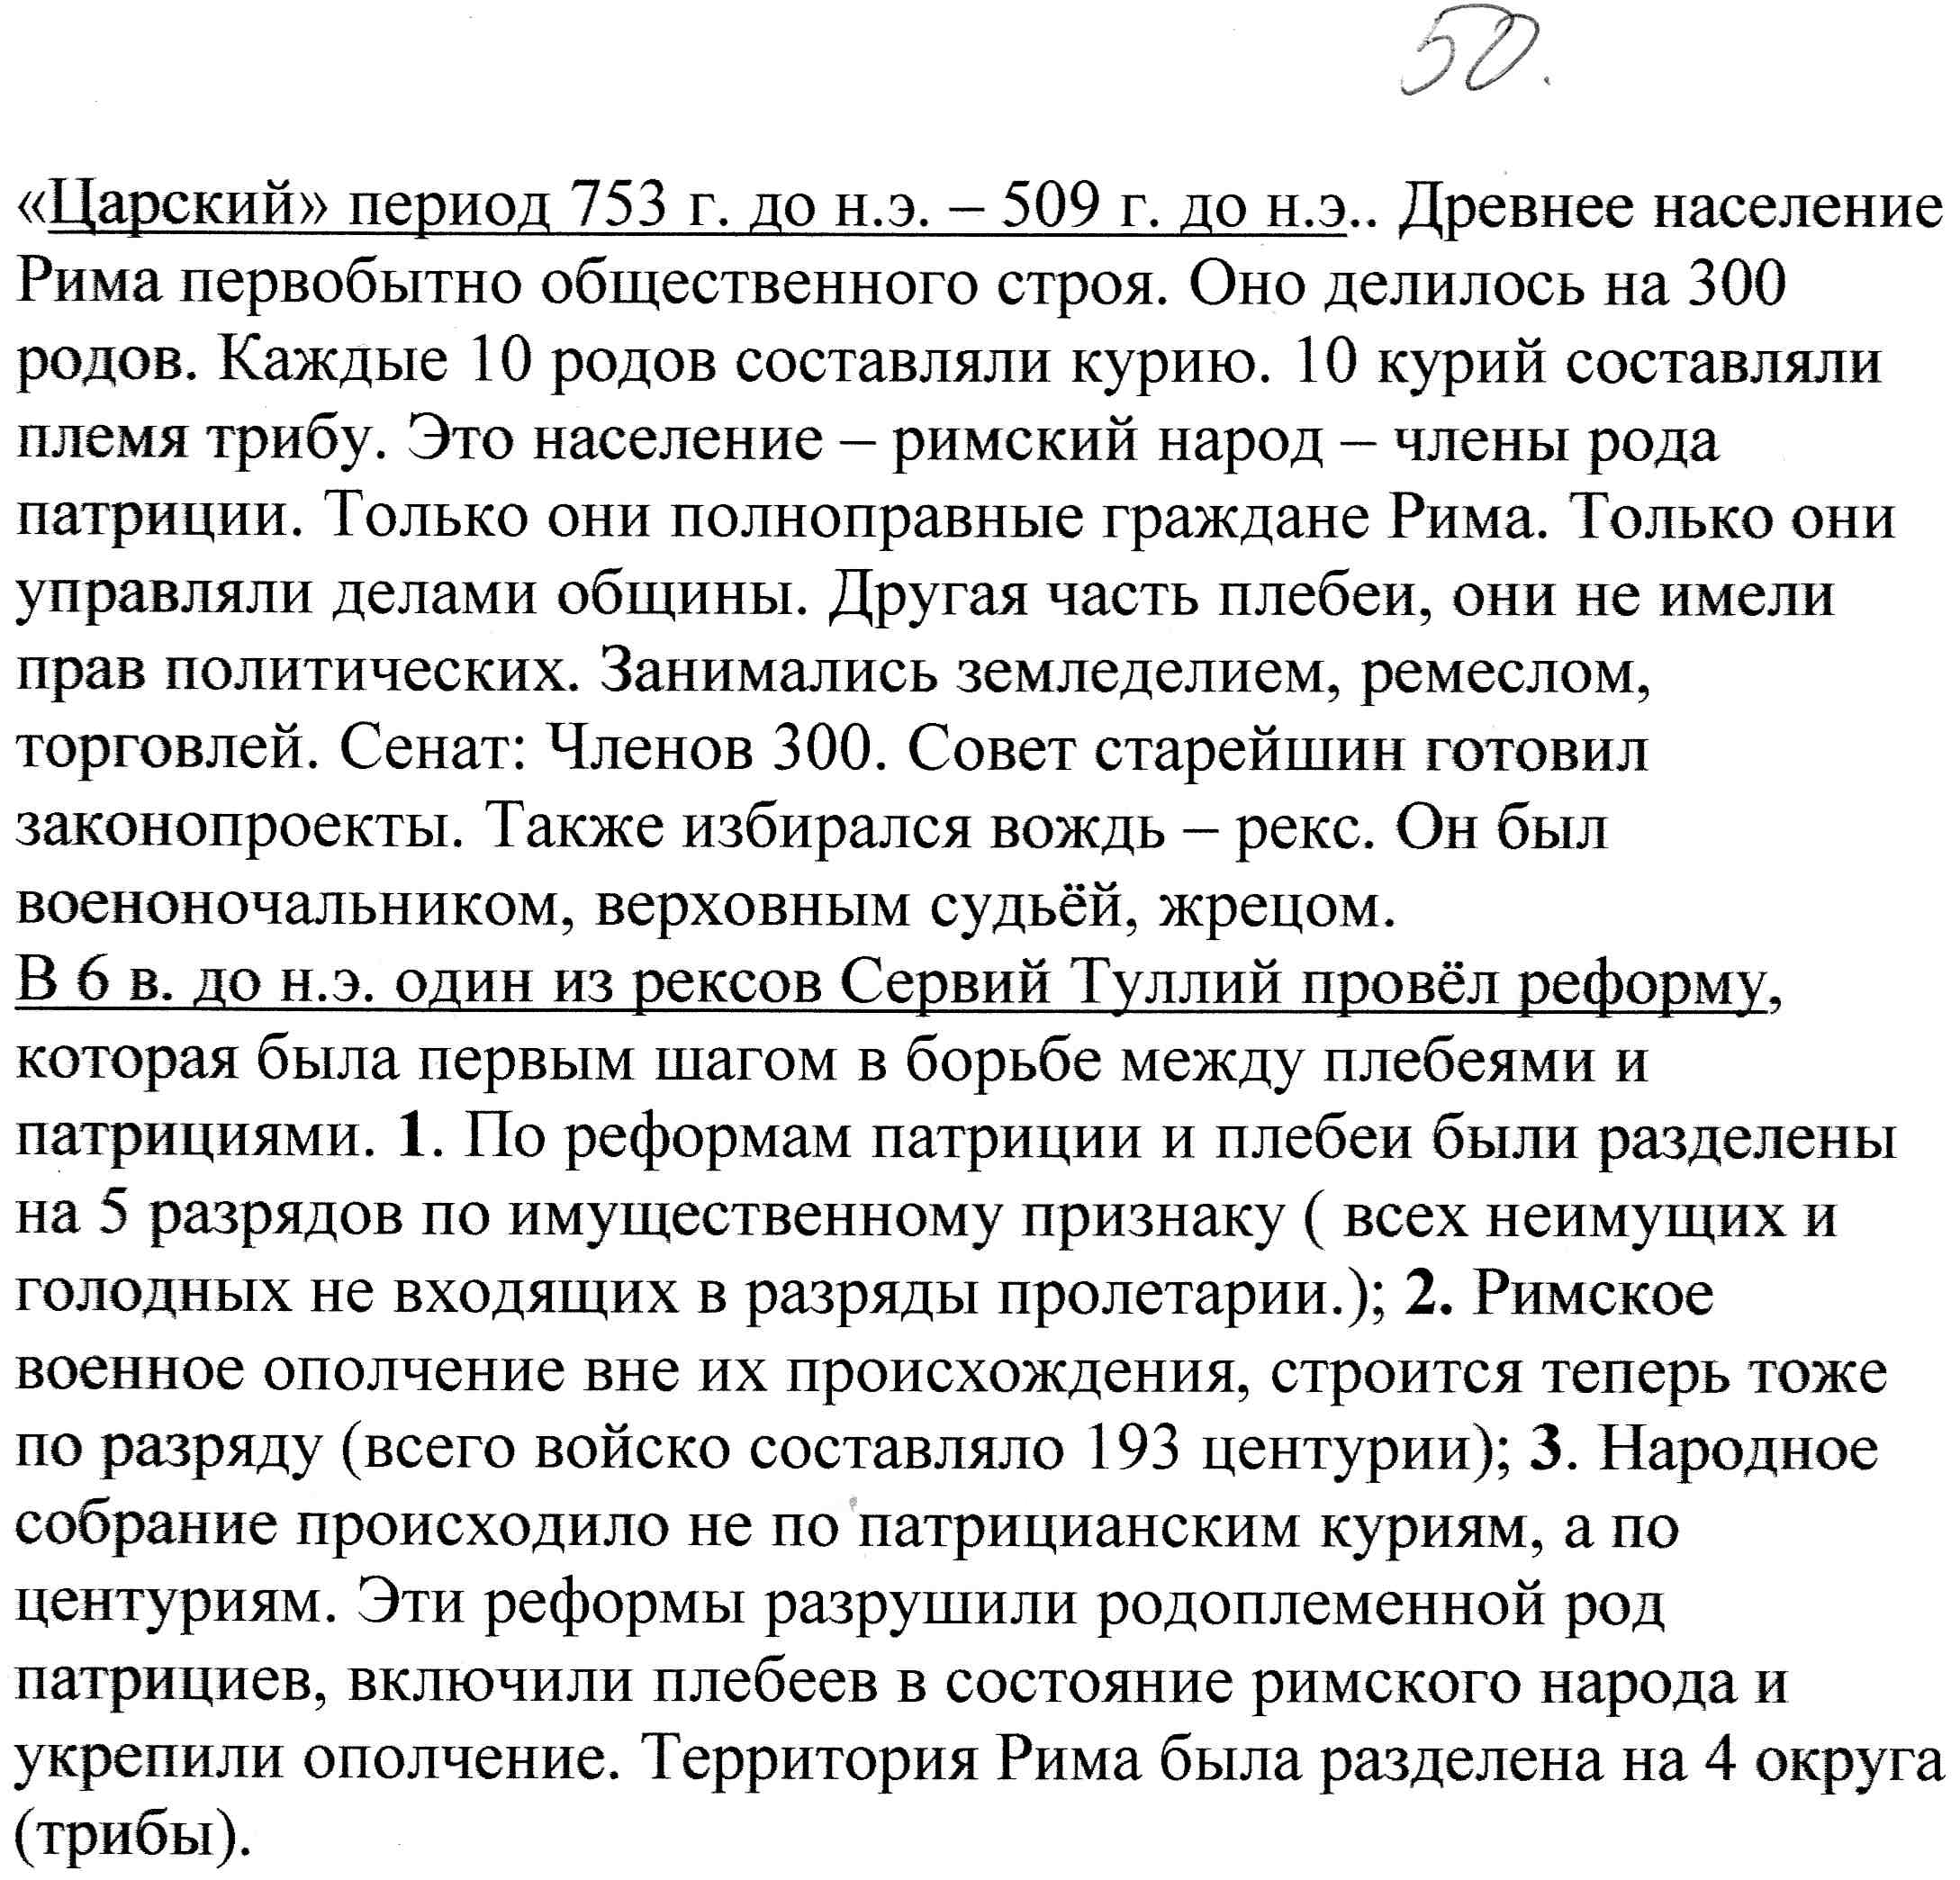 50.
«Царский» период 753 г. до н.э. – 509 г. до н.э.. Древнее население
Рима первобытно общественного строя. Оно делилось на 300
родов. Каждые 10 родов составляли курию. 10 курий составляли
племя трибу. Это население – римский народ – члены рода
патриции. Только они полноправные граждане Рима. Только они
управляли делами общины. Другая часть плебеи, они не имели
прав политических. Занимались земледелием, ремеслом,
торговлей. Сенат: Членов 300. Совет старейшин готовил
законопроекты. Также избирался вождь – рекс. Он был
военоночальником, верховным судьёй, жрецом.
В 6 в. до н.э. один из рексов Сервий Туллий провёл реформу,
которая была первым шагом в борьбе между плебеями и
патрициями. 1. По реформам патриции и плебеи были разделены
на 5 разрядов по имущественному признаку ( всех неимущих и
голодных не входящих в разряды пролетарии.); 2. Римское
военное ополчение вне их происхождения, строится теперь тоже
по разряду (всего войско составляло 193 центурии); 3. Народное
собрание происходило не по патрицианским куриям, а по
центуриям. Эти реформы разрушили родоплеменной род
патрициев, включили плебеев в состояние римского народа и
укрепили ополчение. Территория Рима была разделена на 4 округа
(трибы).